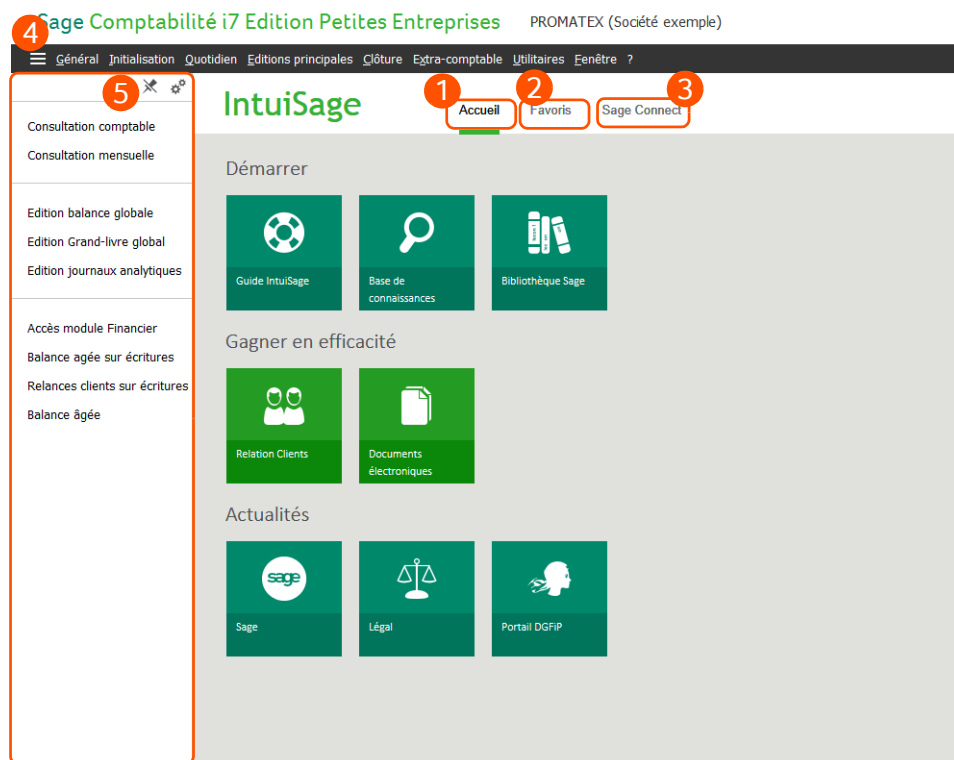 Sage Comptabilité i7 Edition Petites Entreprises PROMATEX (Société exemple)
4
Général Initialisation Quotidien Editions principales Clôture Extra-comptable Utilitaires Fenêtre ?
5
IntuiSage
1
Accueil
2
Favoris
3
Sage Connect
Consultation comptable
Consultation mensuelle
Edition balance globale
Edition Grand-livre global
Edition journaux analytiques
Accès module Financier
Balance agée sur écritures
Relances clients sur écritures
Balance âgée
Démarrer
Guide IntuiSage
Base de
connaissances
Bibliothèque Sage
Gagner en efficacité
Relation Clients
Documents
électroniques
Actualités
sage
Sage
Légal
Portail DGFiP